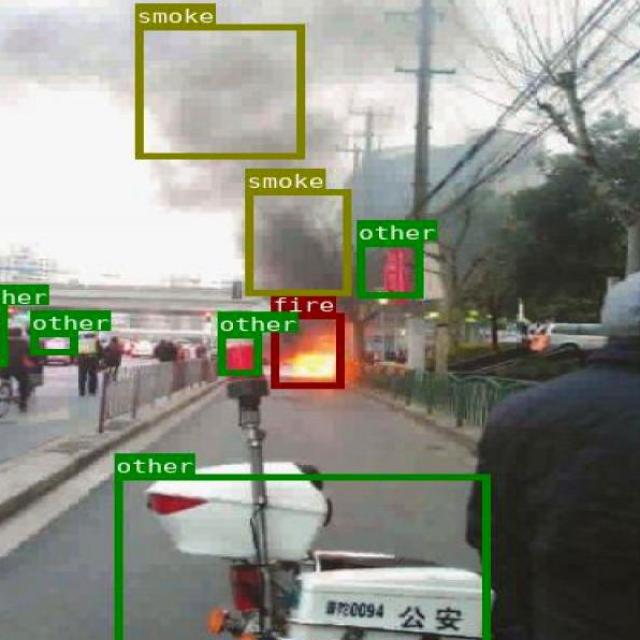 smoke
smoke
other
her
other
other
fire
other
0094 公安